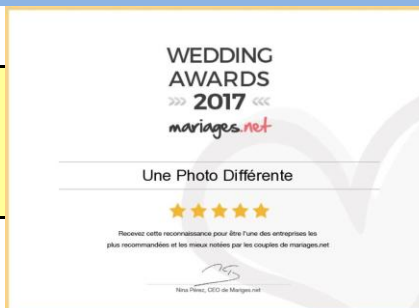 WEDDING
AWARDS
>>> 2017 <<<
mariages.net
Une Photo Différente
Recevez cette reconnaissance pour être l'une des entreprises les
plus recommandées et les mieux notées par les couples de mariages.net
Nina Pérez, CEO de Mariges.net